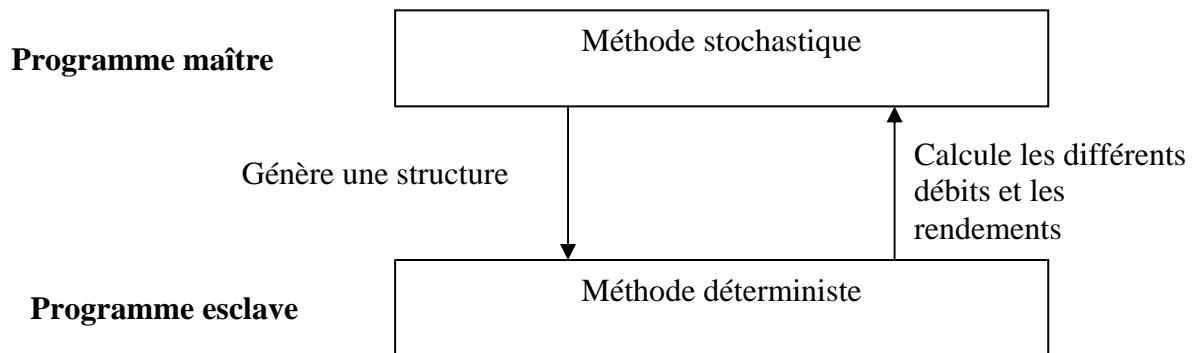 Méthode stochastique
Programme maître
Génère une structure
Calcule les différents
débits et les
rendements
Méthode déterministe
Programme esclave